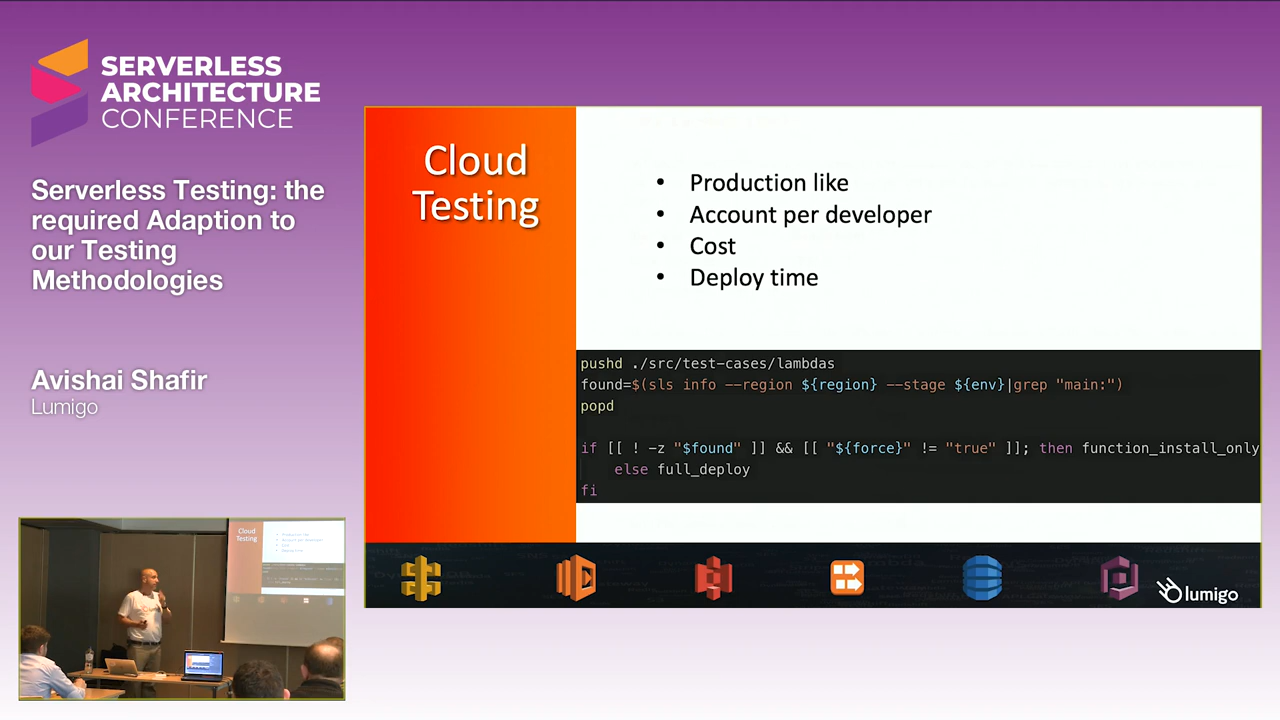 SERVERLESS
ARCHITECTURE
CONFERENCE
Serverless Testing: the
required Adaption to
our Testing
Methodologies
Avishai Shafir
Lumigo
Cloud
Testing
• Production like
• Account per developer
• Cost
• Deploy time
pushd ./src/test-cases/lambdas
found=$(sls info --region ${region} --stage ${env}|grep "main:")
popd
if [[ ! -z "$found" ]] && [[ "${force}" != "true" ]]; then function_install_only
else full_deploy
fi
lumigo
Cloud
Testing